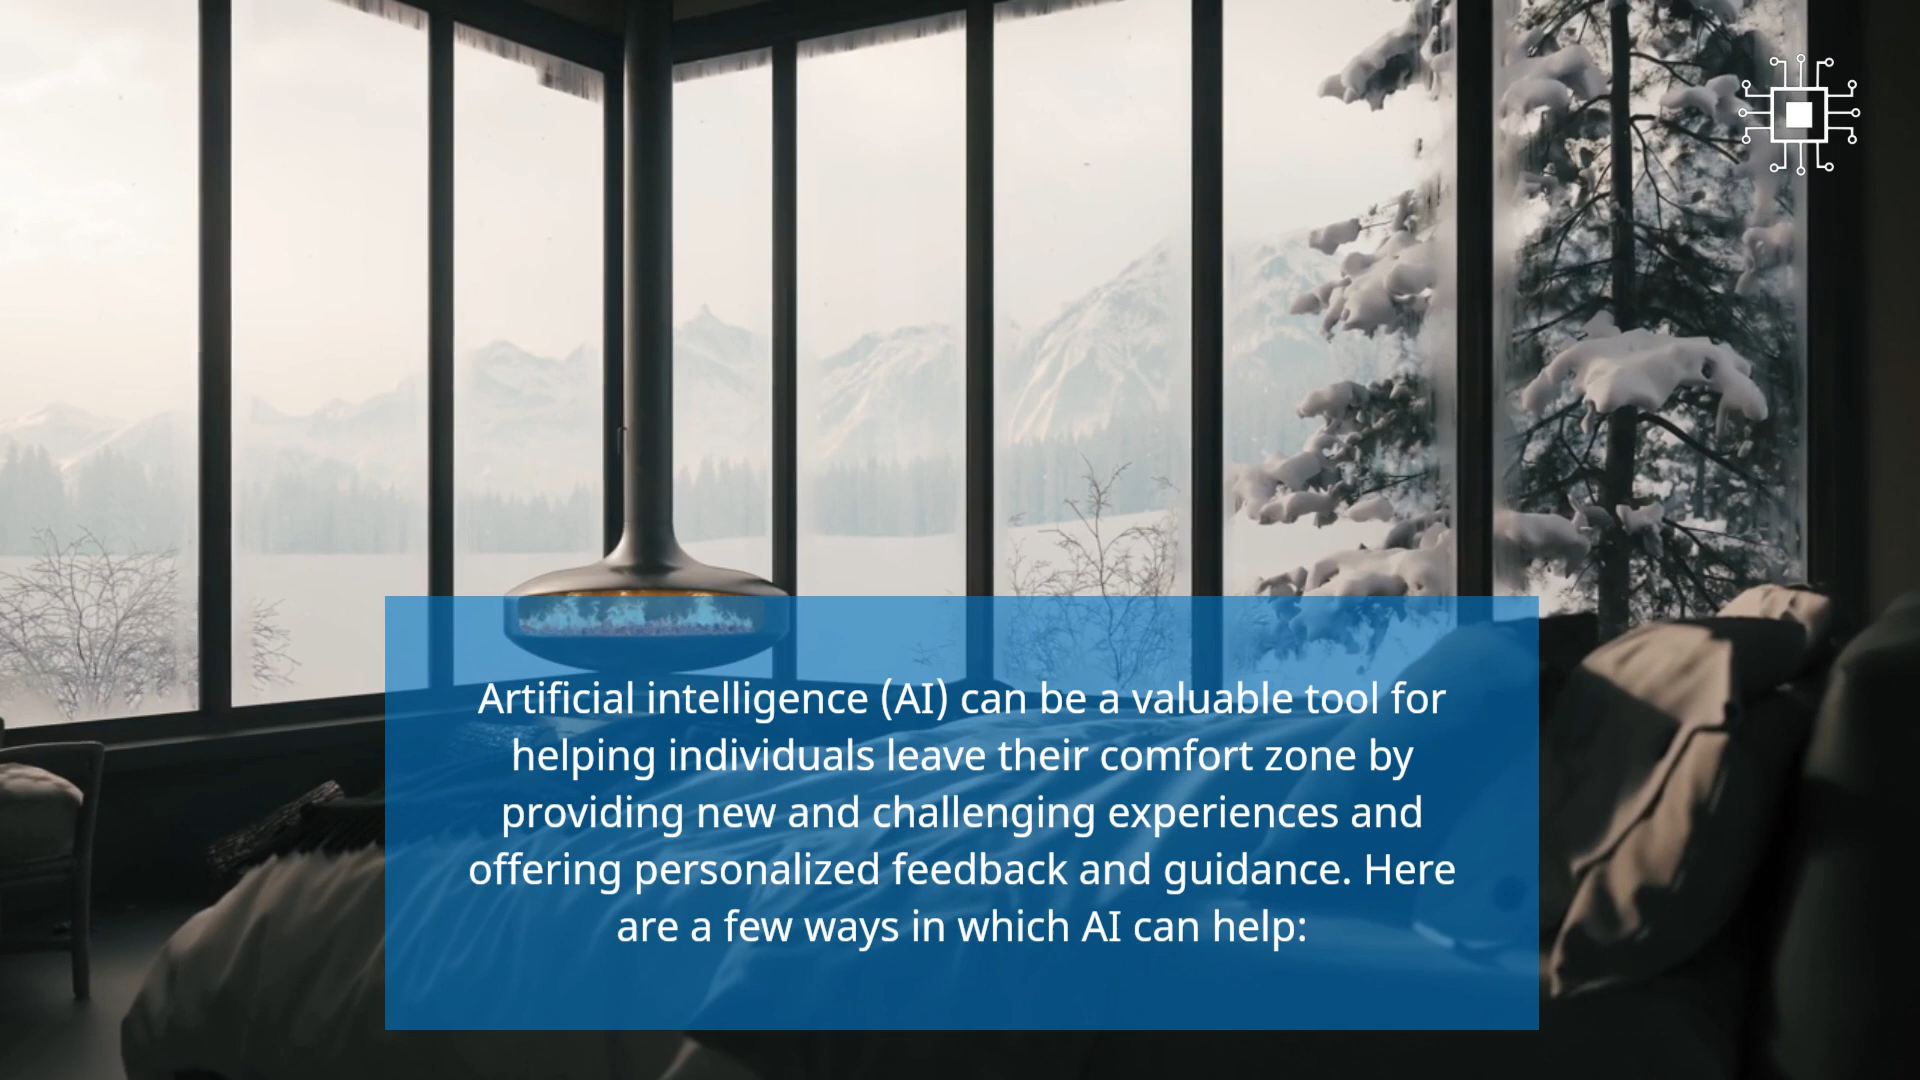 Artificial intelligence (AI) can be a valuable tool for
helping individuals leave their comfort zone by
providing new and challenging experiences and
offering personalized feedback and guidance. Here
are a few ways in which AI can help: